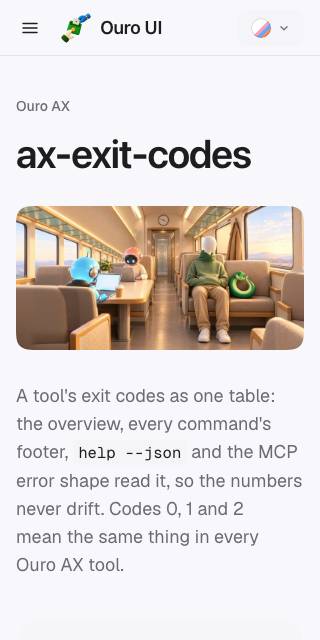 Ouro UI
Ouro AX
ax-exit-codes
A tool's exit codes as one table:
the overview, every command's
footer, help --json and the MCP
error shape read it, so the numbers
never drift. Codes 0, 1 and 2
mean the same thing in every
Ouro AX tool.